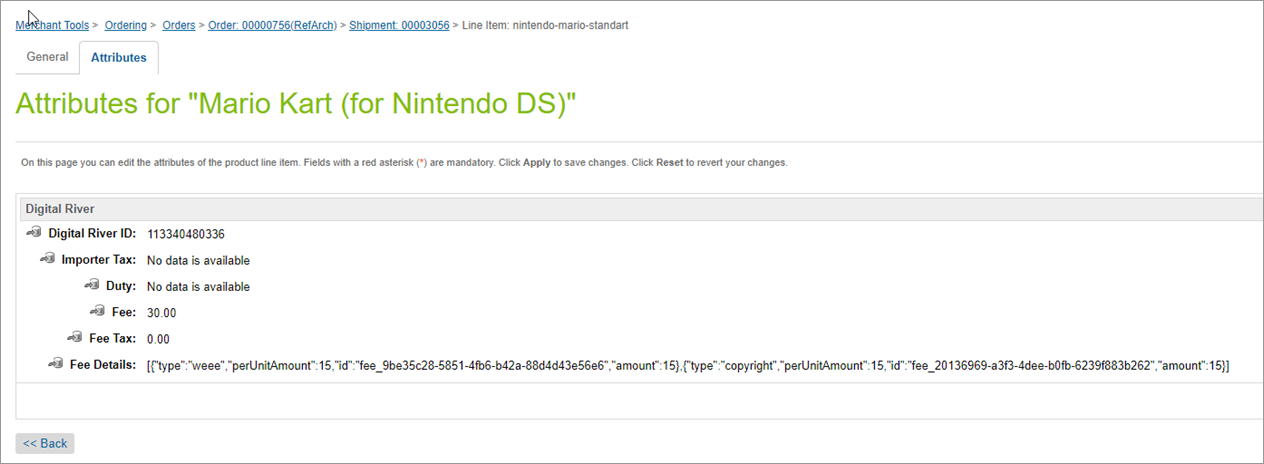 Merchant Tools > Ordering > Orders > Order: 00000756(RefArch) > Shipment: 00003056 > Line Item: nintendo-mario-standart
General Attributes
Attributes for "Mario Kart (for Nintendo DS)"
On this page you can edit the attributes of the product line item. Fields with a red asterisk (*) are mandatory. Click Apply to save changes. Click Reset to revert your changes.
Digital River
Digital River ID: 113340480336
Importer Tax: No data is available
Duty: No data is available
Fee: 30.00
Fee Tax: 0.00
Fee Details: [{"type":"weee","perUnitAmount":15,"id":"fee_9be35c28-5851-4fb6-b42a-88d4d43e56e6","amount":15},{"type":"copyright","perUnitAmount":15,"id":"fee_20136969-a3f3-4dee-b0fb-6239f883b262","amount":15}]
<< Back